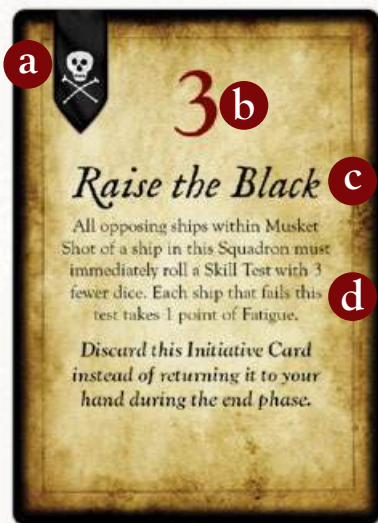 a
3 b
Raise the Black c
All opposing ships within Musket
Shot of a ship in this Squadron must
immediately roll a Skill Test with 3
fewer dice. Each ship that fails this d
test takes 1 point of Fatigue.
Discard this Initiative Card
instead of returning it to your
hand during the end phase.